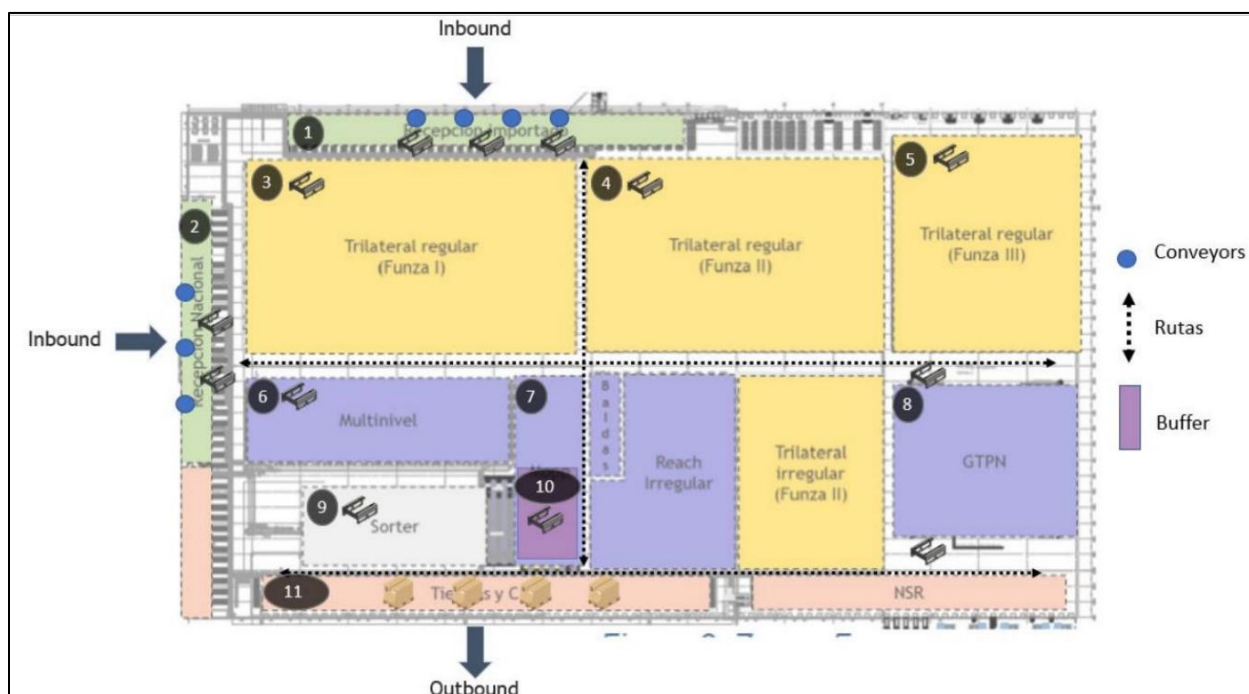 Inbound
1
Recepcion importado
2
Recepción Nacional
Inbound
3
Trilateral regular
(Funza I)
4
Trilateral regular
(Funza II)
5
Trilateral regular
(Funza III)
Conveyors
Rutas
Buffer
6
Multinivel
7
Baldas
Reach
Irregular
Trilateral
irregular
(Funza II)
8
GTPN
9
Sorter
10
11
y C
NSR
Outbound